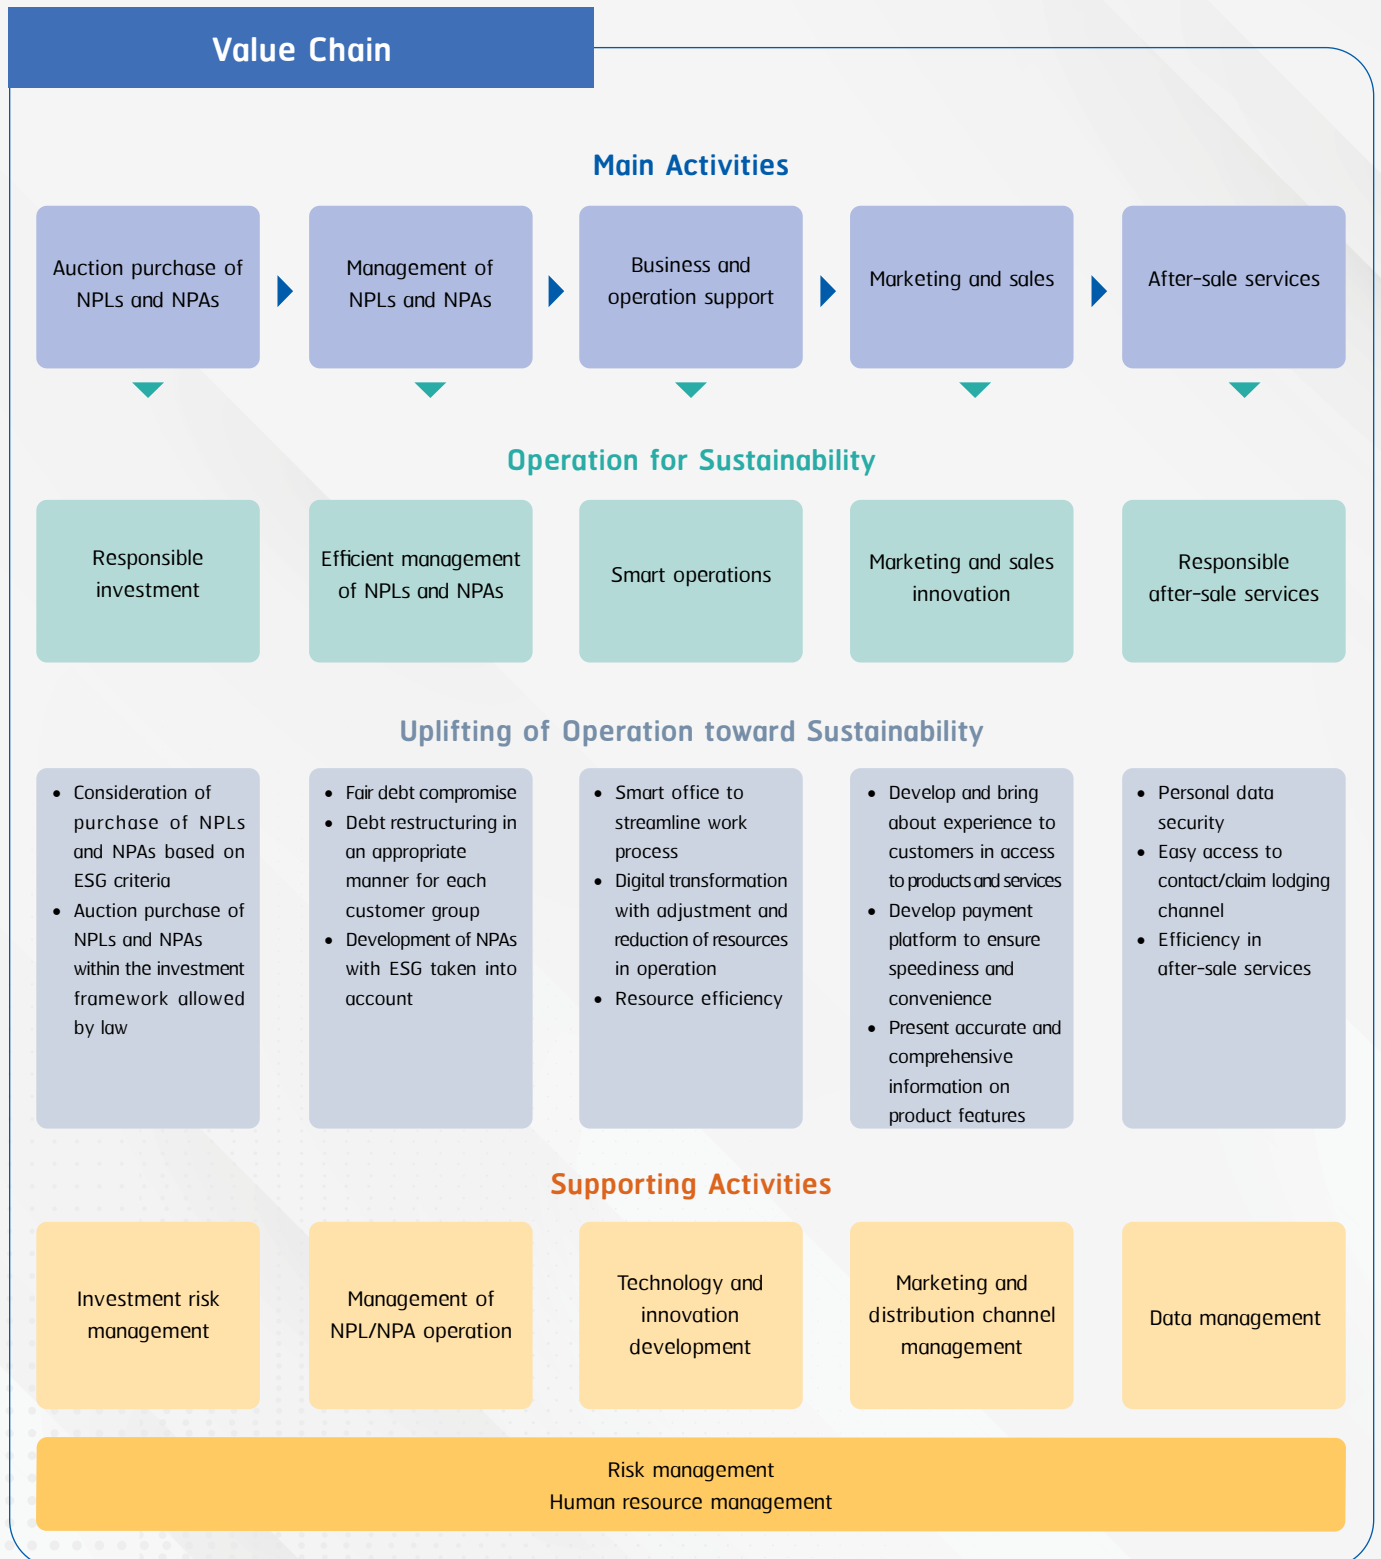 Value Chain
Main Activities
Auction purchase of
NPLs and NPAs
Management of
NPLs and NPAs
Business and
operation support
Marketing and sales
After-sale services
Operation for Sustainability
Responsible
investment
Efficient management
of NPLs and NPAs
Smart operations
Marketing and sales
innovation
Responsible
after-sale services
Uplifting of Operation toward Sustainability
• Consideration of
purchase of NPLs
and NPAs based on
ESG criteria
• Auction purchase of
NPLs and NPAs
within the investment
framework allowed
by law
• Fair debt compromise
• Debt restructuring in
an appropriate
manner for each
customer group
• Development of NPAs
with ESG taken into
account
• Smart office to
streamline work
process
• Digital transformation
with adjustment and
reduction of resources
in operation
• Resource efficiency
• Develop and bring
about experience to
customers in access
to products and services
• Develop payment
platform to ensure
speediness and
convenience
• Present accurate and
comprehensive
information on
product features
• Personal data
security
• Easy access to
contact/claim lodging
channel
• Efficiency in
after-sale services
Supporting Activities
Investment risk
management
Management of
NPL/NPA operation
Technology and
innovation
development
Marketing and
distribution channel
management
Data management
Risk management
Human resource management